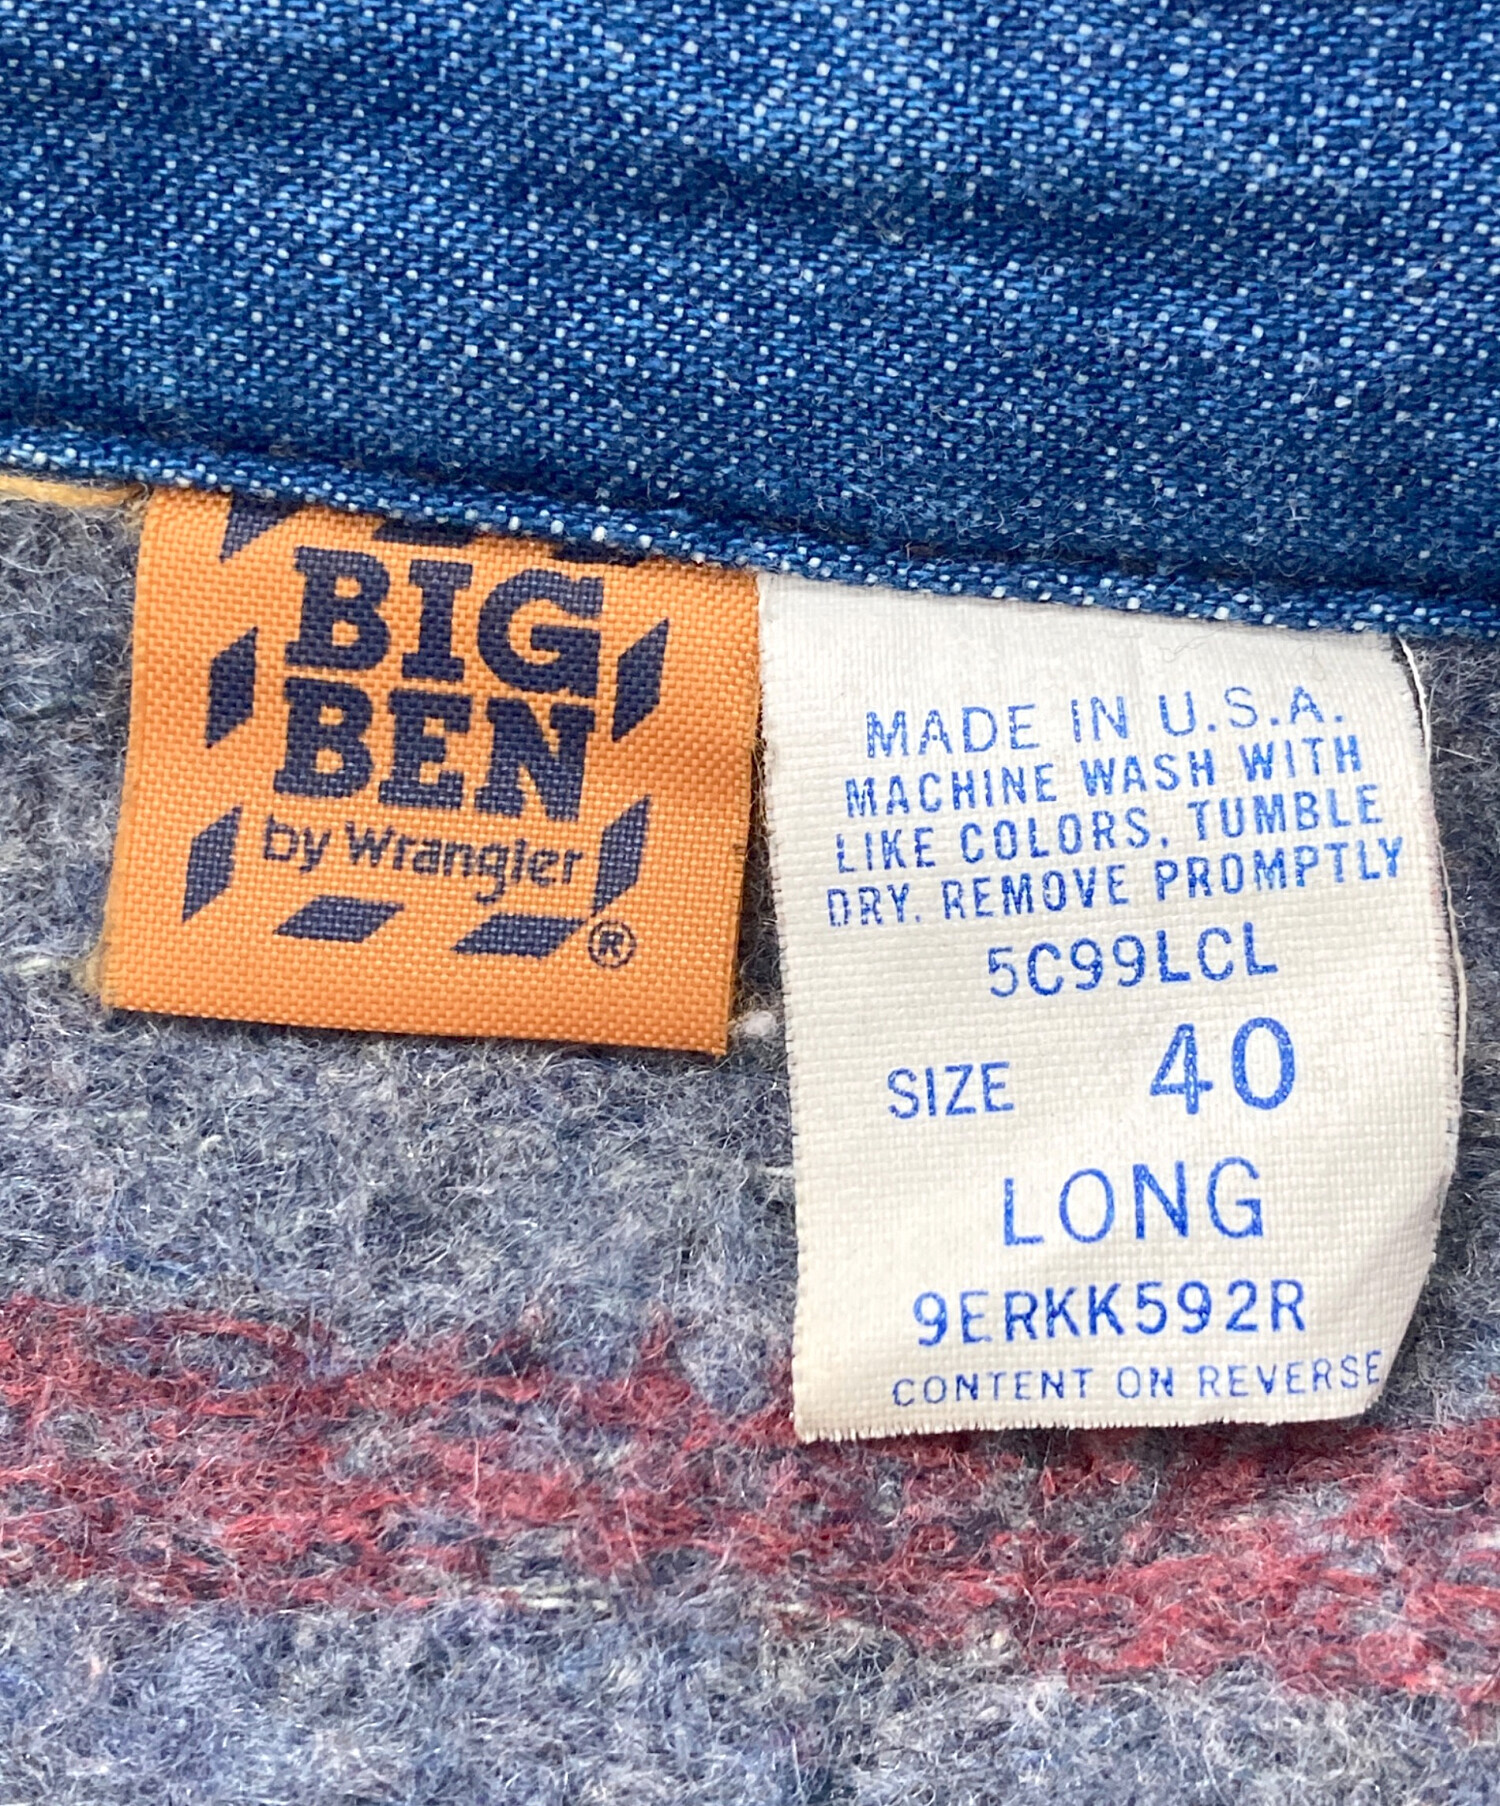 BIG
BEN
by Wrangler
®
MADE IN U.S.A.
MACHINE WASH WITH
LIKE COLORS, TUMBLE
DRY. REMOVE PROMPTLY
5C99LCL
SIZE 40
LONG
9ERKK592R
CONTENT ON REVERSE